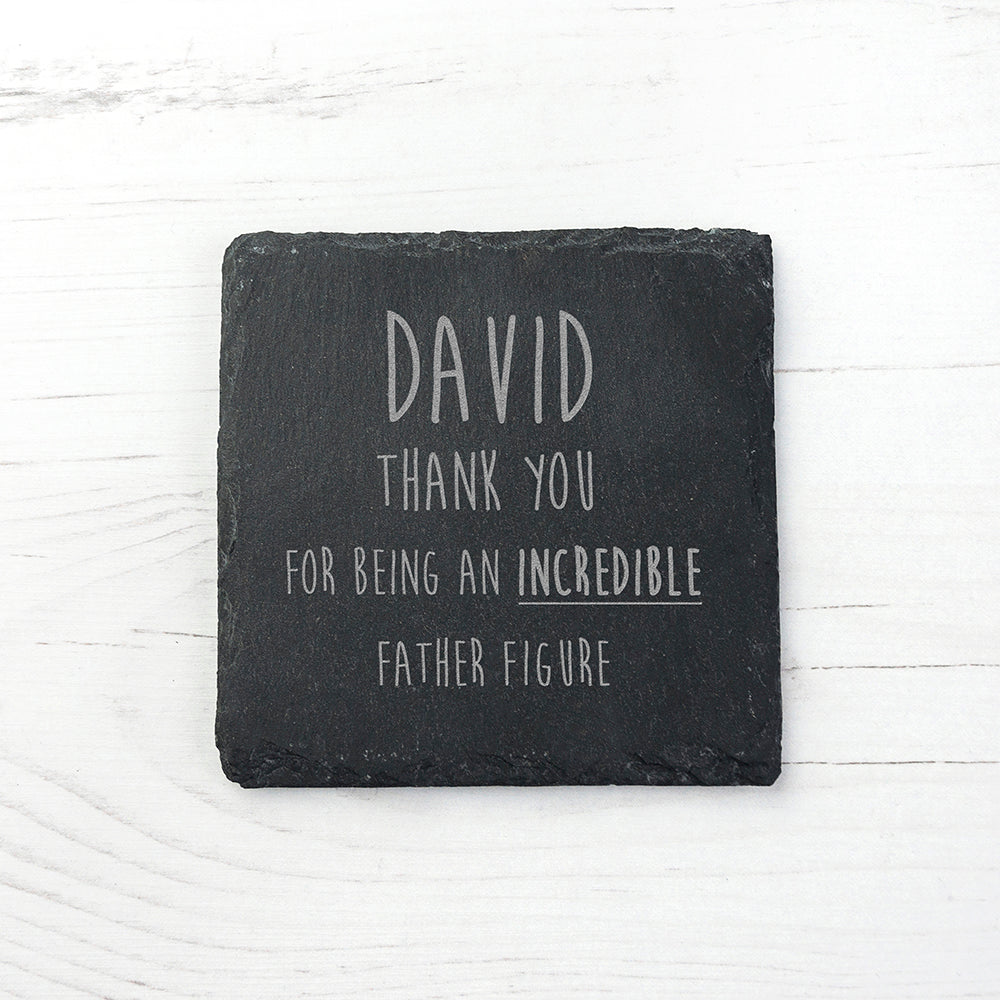 DAVID
THANK YOU
FOR BEING AN INCREDIBLE
FATHER FIGURE